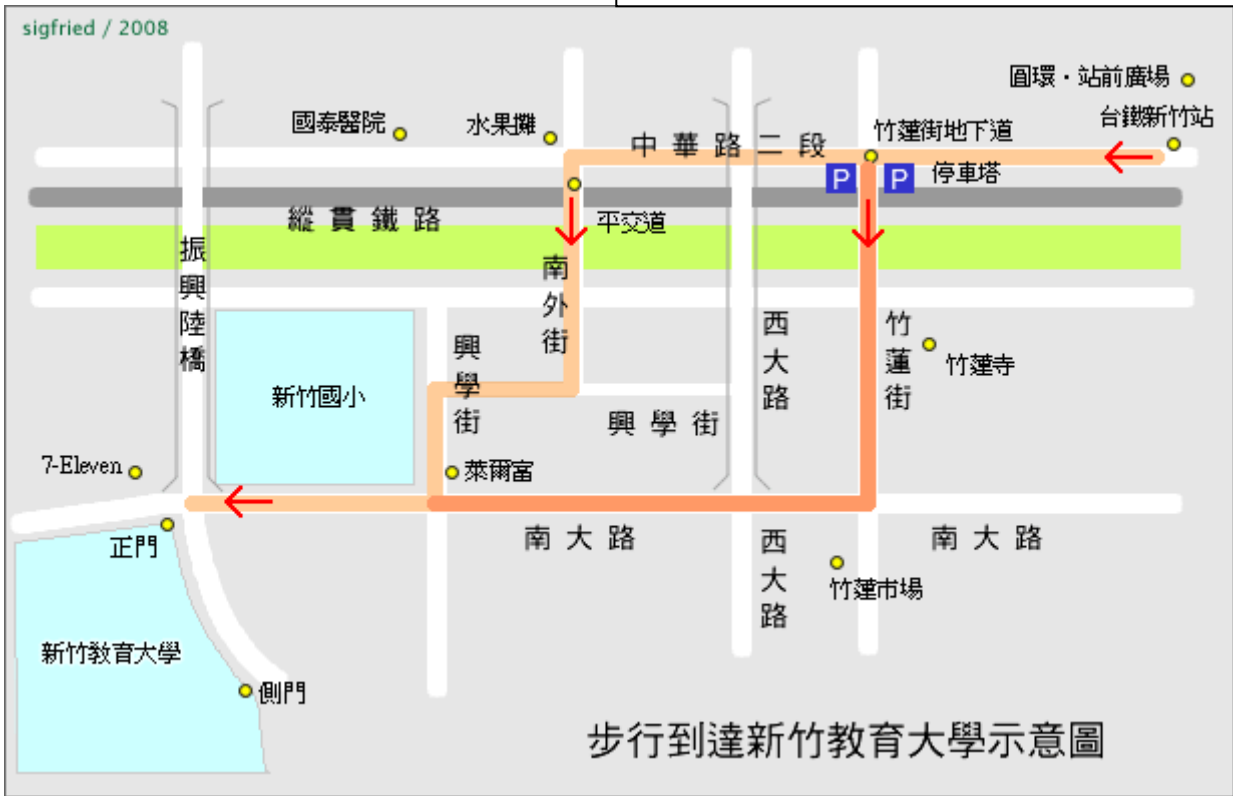 sigfried / 2008
圓環・站前廣場
台鐵新竹站
國泰醫院
水果攤
中華路二段
竹蓮街地下道
P
P
停車塔
縱貫鐵路
平交道
振興陸橋
南外街
西大路
竹蓮街
竹蓮寺
新竹國小
興學街
興學街
7-Eleven
萊爾富
正門
南大路
西大路
南大路
竹蓮市場
新竹教育大學
側門
步行到達新竹教育大學示意圖